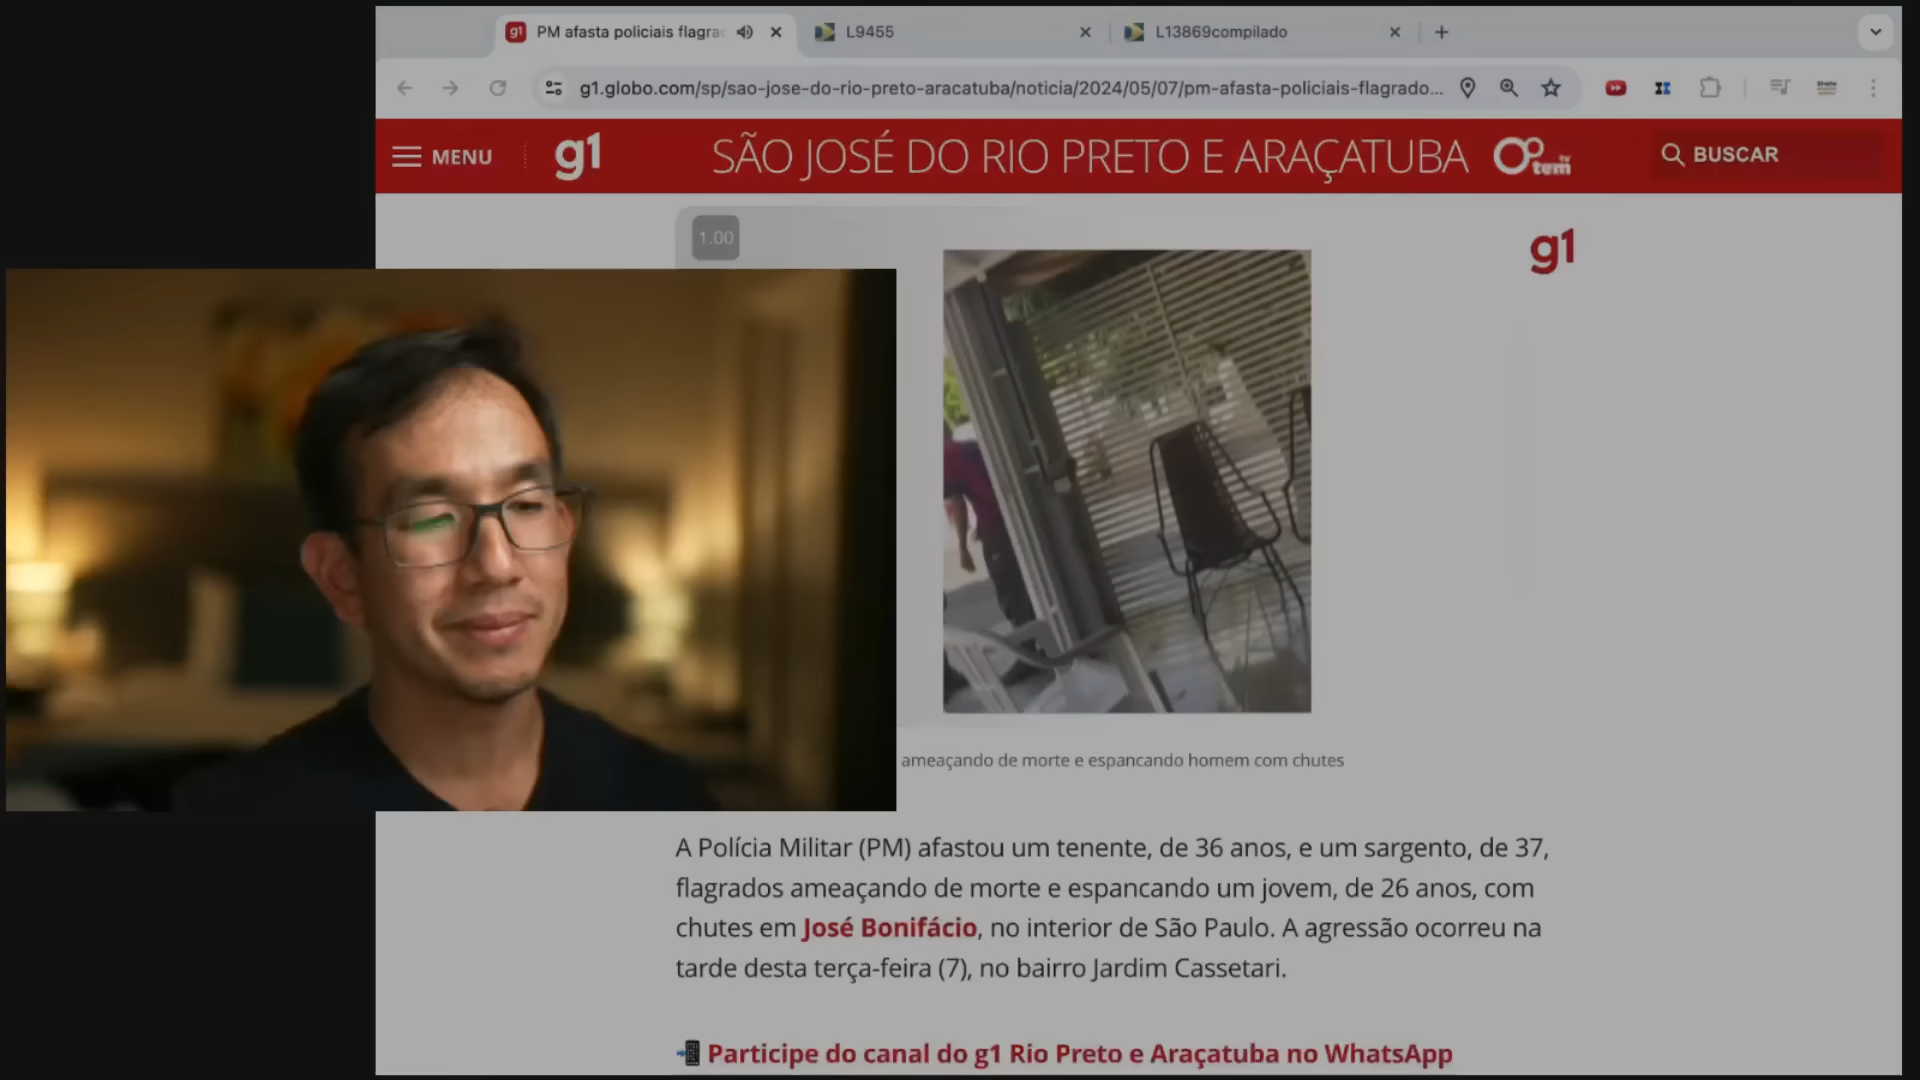 g1 PM afasta policiais flagra
L9455
L13869compilado
g1.globo.com/sp/sao-jose-do-rio-preto-aracatuba/noticia/2024/05/07/pm-afasta-policiais-flagrado...
MENU
g1
SÃO JOSÉ DO RIO PRETO E ARAÇATUBA
tv tem
BUSCAR
1.00
g1
ameaçando de morte e espancando homem com chutes
A Polícia Militar (PM) afastou um tenente, de 36 anos, e um sargento, de 37,
flagrados ameaçando de morte e espancando um jovem, de 26 anos, com
chutes em José Bonifácio, no interior de São Paulo. A agressão ocorreu na
tarde desta terça-feira (7), no bairro Jardim Cassetari.
Participe do canal do g1 Rio Preto e Araçatuba no WhatsApp